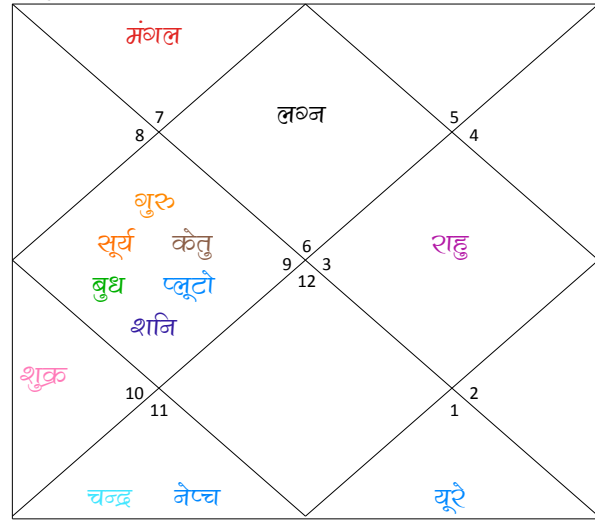 मंगल
लग्न
7
8
5
4
गुरु
सूर्य केतु
बुध प्लूटो
शनि
राहु
6
9 3
12
शुक्र
10
11
2
1
चन्द्र नेप्च
यूरे